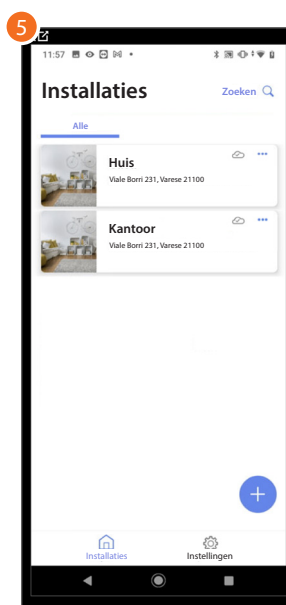 5
11:57
Installaties
Zoeken
Alle
Huis
Viale Borri 231, Varese 21100
Kantoor
Viale Borri 231, Varese 21100
Installaties
Instellingen